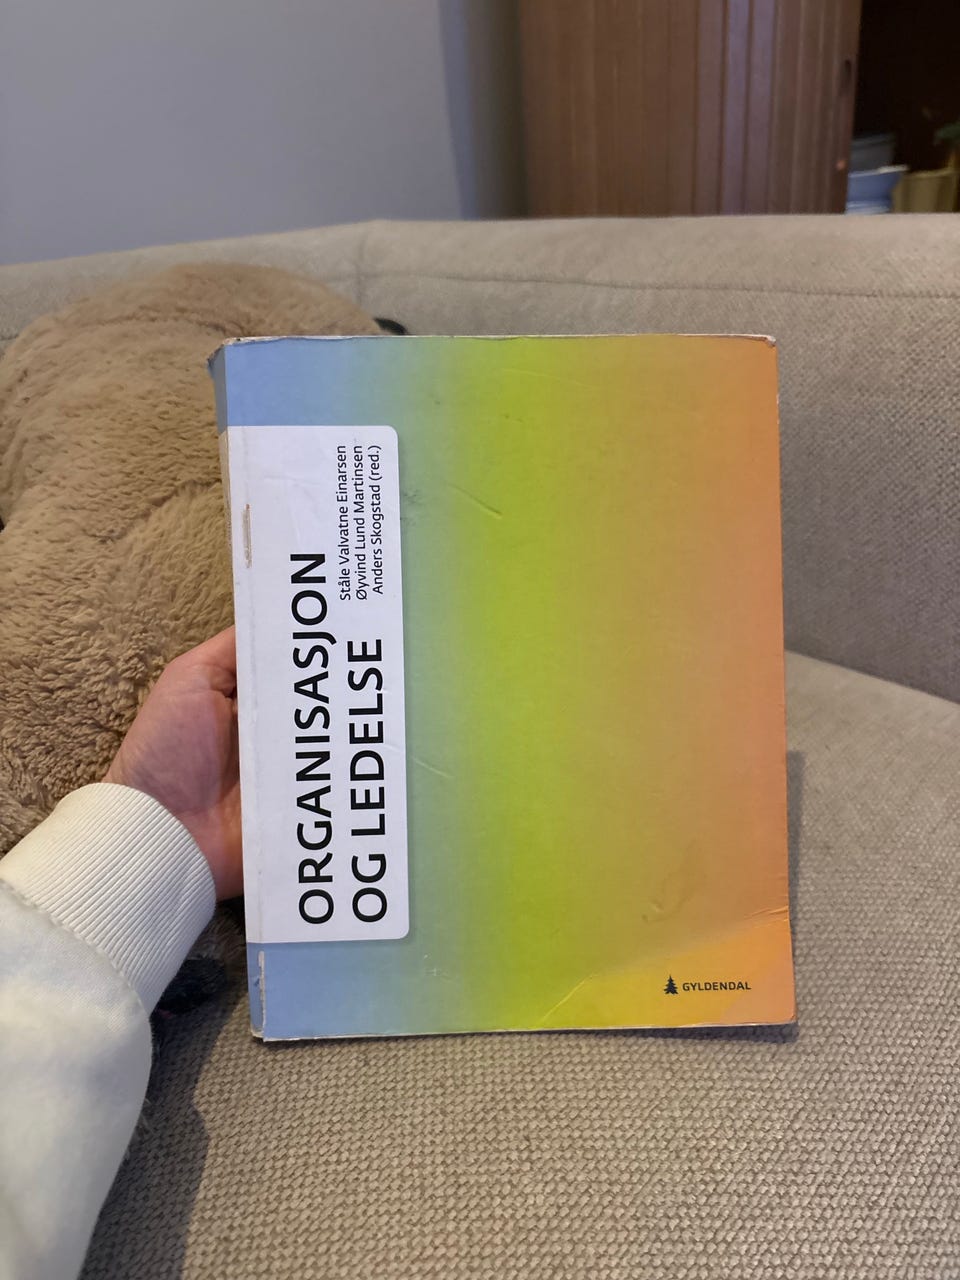 ORGANISASJON
OG LEDELSE
Ståle Valvatne Einarsen
Øyvind Lund Martinsen
Anders Skogstad (red.)
GYLDENDAL